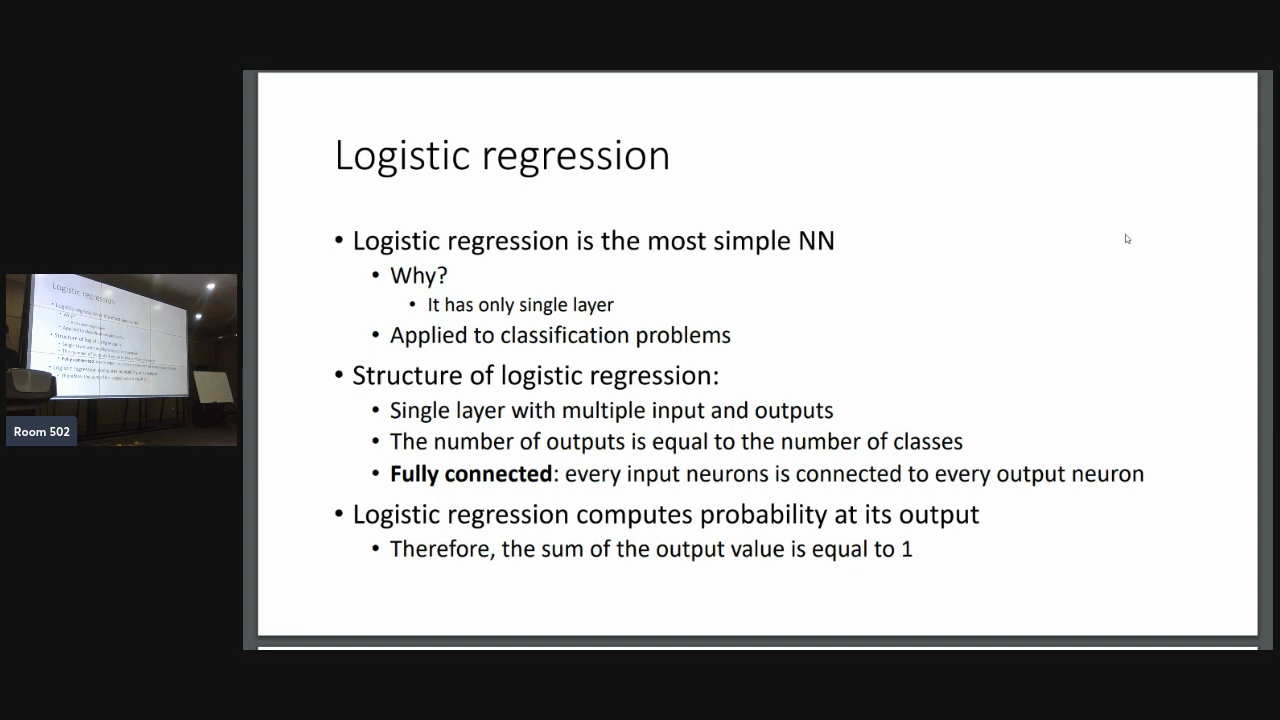 Logistic regression
• Logistic regression is the most simple NN
• Why?
• It has only single layer
• Applied to classification problems
• Structure of logistic regression:
• Single layer with multiple input and outputs
• The number of outputs is equal to the number of classes
• Fully connected: every input neurons is connected to every output neuron
• Logistic regression computes probability at its output
• Therefore, the sum of the output value is equal to 1
Room 502